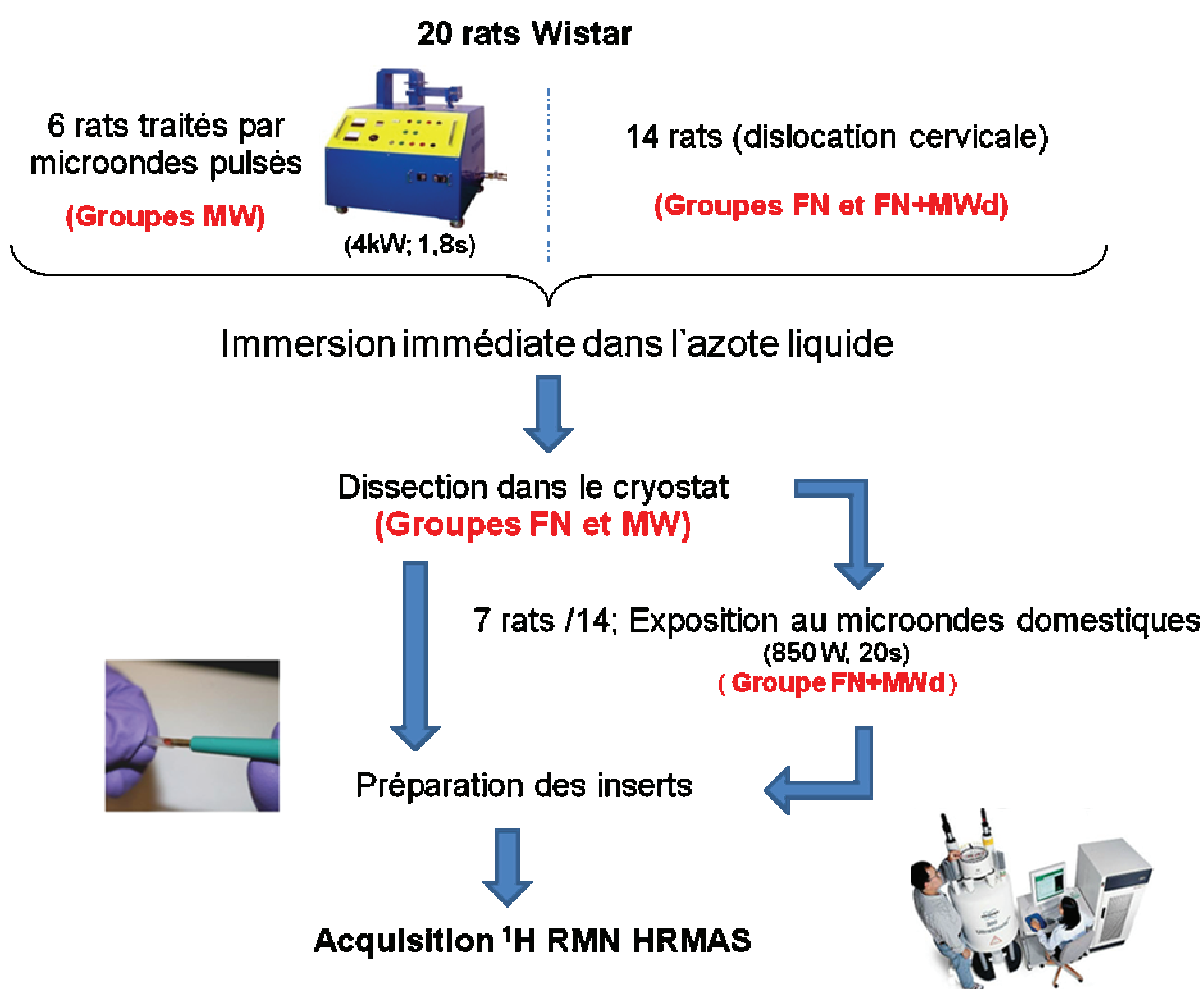 20 rats Wistar
6 rats traités par
microondes pulsés
(Groupes MW)
(4kW; 1,8s)
14 rats (dislocation cervicale)
(Groupes FN et FN+MWd)
Immersion immédiate dans l'azote liquide
Dissection dans le cryostat
(Groupes FN et MW)
7 rats /14; Exposition au microondes domestiques
(850 W, 20s)
( Groupe FN+MWd )
Préparation des inserts
Acquisition ¹H RMN HRMAS